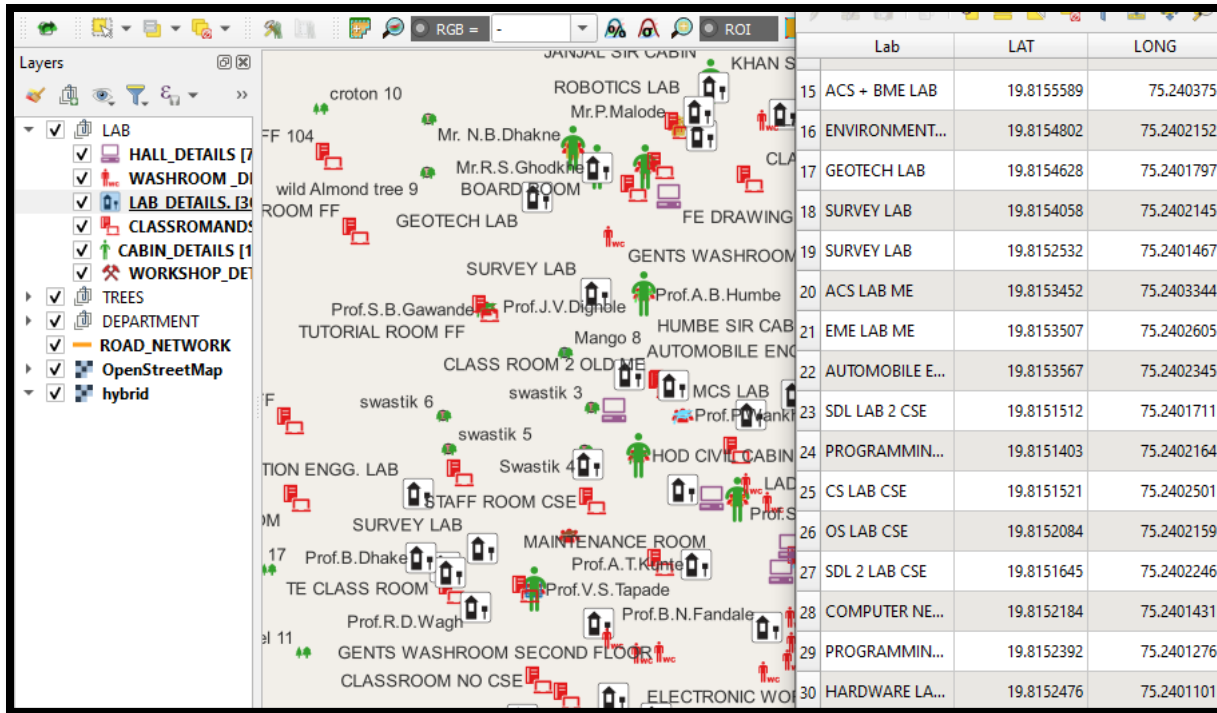 RGB = -
ROI
Layers
LAB
HALL_DETAILS [7
WASHROOM _DI
LAB_DETAILS. [30
CLASSROMANDS
CABIN_DETAILS [1
WORKSHOP_DET
TREES
DEPARTMENT
ROAD_NETWORK
OpenStreetMap
hybrid
JANJAL SIR CABIN
KHAN S
ROBOTICS LAB
croton 10
Mr.P.Malode
FF 104
Mr. N.B.Dhakne
CLA
Mr.R.S.Ghodkhe
wild Almond tree 9
BOARD ROOM
ROOM FF
GEOTECH LAB
FE DRAWING
GENTS WASHROOM
SURVEY LAB
Prof.A.B.Humbe
Prof.S.B.Gawande
Prof.J.V.Dighole
TUTORIAL ROOM FF
HUMBE SIR CAB
Mango 8
AUTOMOBILE ENG
CLASS ROOM 2 OLD ME
swastik 3
MCS LAB
swastik 6
swastik 5
HOD CIVIL CABIN
TION ENGG. LAB
Swastik 4
LAD
STAFF ROOM CSE
Prof.S
SURVEY LAB
MAINTENANCE ROOM
17
Prof.B.Dhake
Prof.A.T.Kunte
TE CLASS ROOM
Prof.V.S.Tapade
Prof.R.D.Wagh
Prof.B.N.Fandale
el 11
GENTS WASHROOM SECOND FLOOR
CLASSROOM NO CSE
ELECTRONIC WOR
Lab LAT LONG
15 ACS + BME LAB 19.8155589 75.240375
16 ENVIRONMENT... 19.8154802 75.2402152
17 GEOTECH LAB 19.8154628 75.2401797
18 SURVEY LAB 19.8154058 75.2402145
19 SURVEY LAB 19.8152532 75.2401467
20 ACS LAB ME 19.8153452 75.2403344
21 EME LAB ME 19.8153507 75.2402605
22 AUTOMOBILE E... 19.8153567 75.2402345
23 SDL LAB 2 CSE 19.8151512 75.2401711
24 PROGRAMMIN... 19.8151403 75.2402164
25 CS LAB CSE 19.8151521 75.2402501
26 OS LAB CSE 19.8152084 75.2402159
27 SDL 2 LAB CSE 19.8151645 75.2402246
28 COMPUTER NE... 19.8152184 75.2401431
29 PROGRAMMIN... 19.8152392 75.2401276
30 HARDWARE LA... 19.8152476 75.2401101